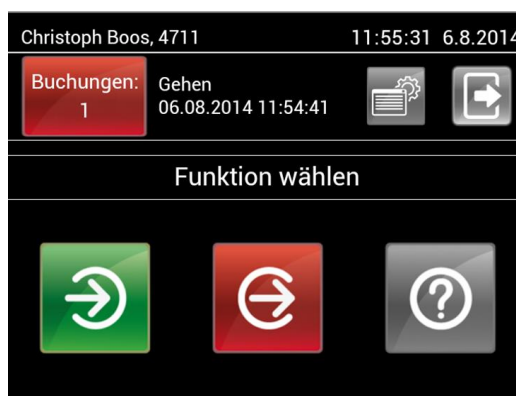 Christoph Boos, 4711 11:55:31 6.8.2014
Buchungen: 1
Gehen
06.08.2014 11:54:41
Funktion wählen